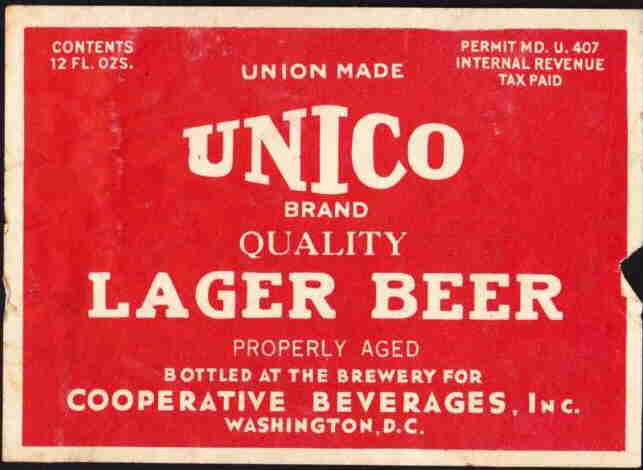 CONTENTS
12 FL. OZS.
PERMIT MD. U. 407
INTERNAL REVENUE
TAX PAID
UNION MADE
UNICO
BRAND
QUALITY
LAGER BEER
PROPERLY AGED
BOTTLED AT THE BREWERY FOR
COOPERATIVE BEVERAGES, INC.
WASHINGTON, D.C.